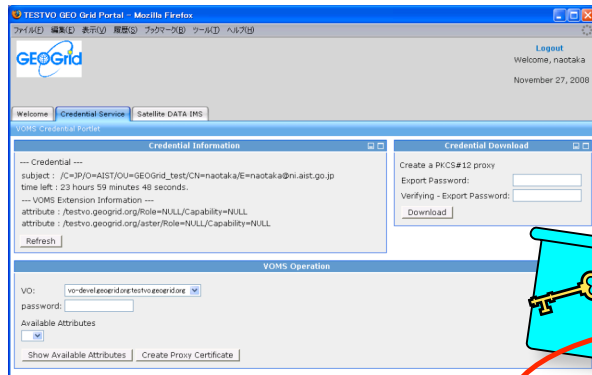 TESTVO GEO Grid Portal - Mozilla Firefox
ファイル(F) 編集(E) 表示(V) 履歴(S) ブックマーク(B) ツール(T) ヘルプ(H)
GEOGrid
Logout
Welcome, naotaka
November 27, 2008
Welcome Credential Service Satellite DATA IMS
VOMS Credential Portlet
Credential Information
--- Credential ---
subject : /C=JP/O=AIST/OU=GEOGrid_test/CN=naotaka/E=naotaka@ni.aist.go.jp
time left : 23 hours 59 minutes 48 seconds.
--- VOMS Extension Information ---
attribute : /testvo.geogrid.org/Role=NULL/Capability=NULL
attribute : /testvo.geogrid.org/aster/Role=NULL/Capability=NULL
Refresh
Credential Download
Create a PKCS#12 proxy
Export Password:
Verifying - Export Password:
Download
VOMS Operation
VO: vo-devel.geogrid.org:testvo.geogrid.org
password:
Available Attributes
Show Available Attributes Create Proxy Certificate